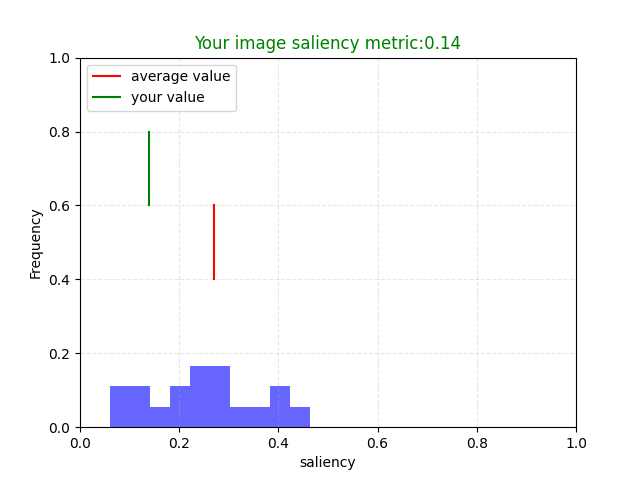 Your image saliency metric:0.14
average value
your value
1.0
0.8
0.6
0.4
0.2
0.0
Frequency
0.0 0.2 0.4 0.6 0.8 1.0
saliency